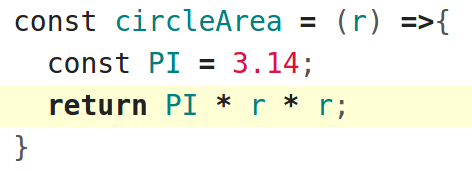 const circleArea = (r) =>{
  const PI = 3.14;
  return PI * r * r;
}